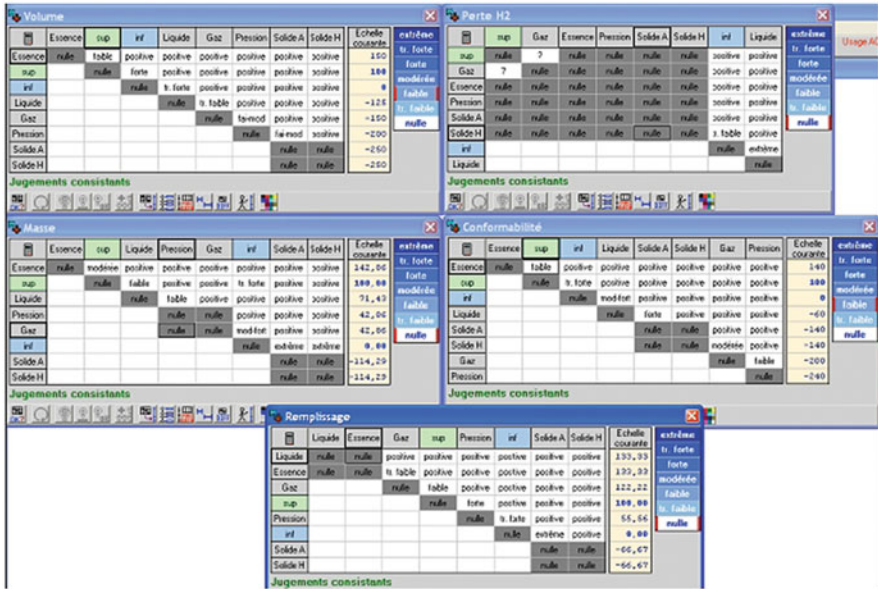 Volume
Essence sup inf Liquide Gaz Pression Solide A Solide H Echelle courante
Essence nulle faible positive positive positive positive positive positive 150
sup nulle forte positive positive positive positive positive 100
inf nulle tr. forte positive positive positive positive 0
Liquide nulle tr. faible positive positive positive -125
Gaz nulle fai-mod positive positive -150
Pression nulle fai-mod positive -200
Solide A nulle nulle -250
Solide H nulle nulle -250
extrême
tr. forte
forte
modérée
faible
tr. faible
nulle
Jugements consistants
Perte H2
sup Gaz Essence Pression Solide A Solide H inf Liquide
sup nulle ? nulle nulle nulle nulle positive positive
Gaz ? nulle nulle nulle nulle nulle positive positive
Essence nulle nulle nulle nulle nulle nulle positive positive
Pression nulle nulle nulle nulle nulle nulle positive positive
Solide A nulle nulle nulle nulle nulle nulle positive positive
Solide H nulle nulle nulle nulle nulle nulle faible positive
inf nulle extrême
Liquide nulle
extrême
tr. forte
forte
modérée
faible
tr. faible
nulle
Jugements consistants
Usage
Masse
Essence sup Liquide Pression Gaz inf Solide A Solide H Echelle courante
Essence nulle modérée positive positive positive positive positive positive 142,86
sup nulle faible positive positive tr. forte positive positive 100,00
Liquide nulle faible positive positive positive positive 71,43
Pression nulle nulle positive positive positive 42,86
Gaz nulle nulle mod-fort positive positive 42,86
inf nulle extrême extrême 0,00
Solide A nulle nulle -114,29
Solide H nulle nulle -114,29
extrême
tr. forte
forte
modérée
faible
tr. faible
nulle
Jugements consistants
Conformabilité
Essence sup inf Liquide Solide A Solide H Gaz Pression Echelle courante
Essence nulle faible positive positive positive positive positive positive 140
sup nulle tr. forte positive positive positive positive positive 100
inf nulle mod-fort positive positive positive positive 0
Liquide nulle forte positive positive positive -60
Solide A nulle nulle positive positive -140
Solide H nulle nulle modérée positive -140
Gaz nulle faible -200
Pression nulle -240
extrême
tr. forte
forte
modérée
faible
tr. faible
nulle
Jugements consistants
Remplissage
Liquide Essence Gaz sup Pression inf Solide A Solide H Echelle courante
Liquide nulle nulle positive positive positive positive positive positive 133,33
Essence nulle nulle tr. faible positive positive positive positive positive 133,33
Gaz nulle faible positive positive positive positive 122,22
sup nulle forte positive positive positive 100,00
Pression nulle tr. forte positive positive 55,56
inf nulle extrême positive 0,00
Solide A nulle nulle -66,67
Solide H nulle nulle -66,67
extrême
tr. forte
forte
modérée
faible
tr. faible
nulle
Jugements consistants